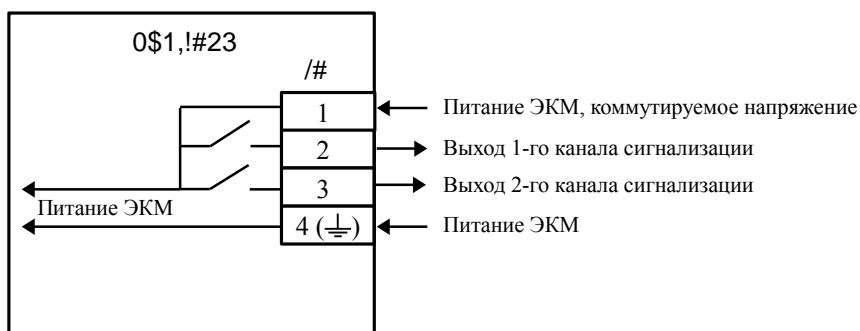 0$1,!#23
/#
1 Питание ЭКМ, коммутируемое напряжение
2 Выход 1-го канала сигнализации
3 Выход 2-го канала сигнализации
Питание ЭКМ
4 (⏚) Питание ЭКМ